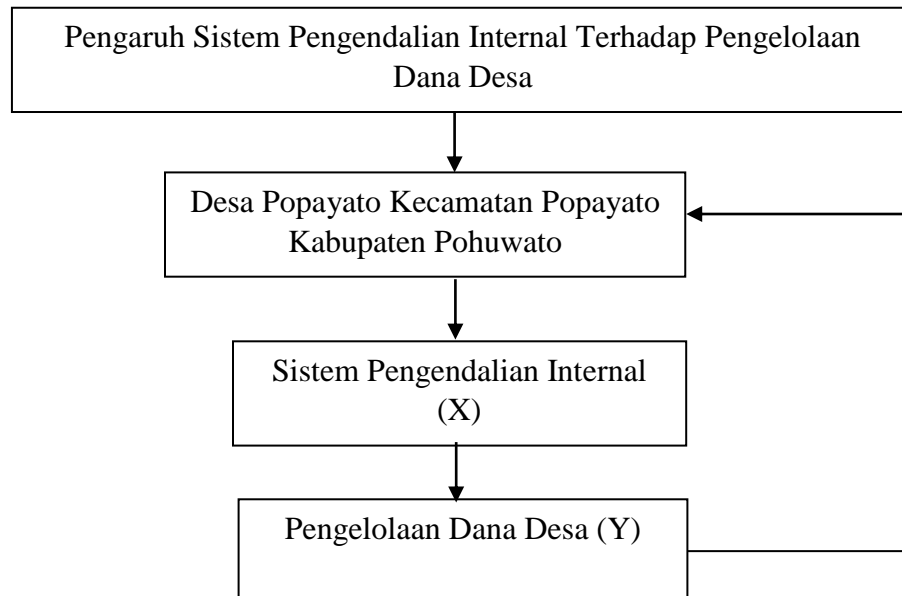 Pengaruh Sistem Pengendalian Internal Terhadap Pengelolaan
Dana Desa
Desa Popayato Kecamatan Popayato
Kabupaten Pohuwato
Sistem Pengendalian Internal
(X)
Pengelolaan Dana Desa (Y)